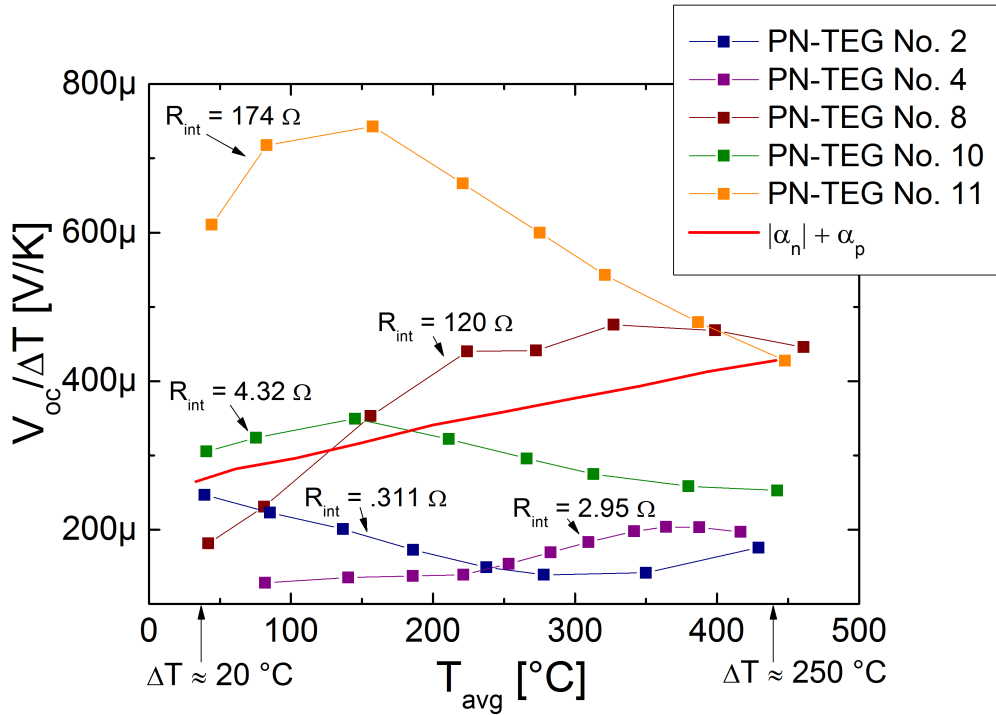 PN-TEG No. 2
PN-TEG No. 4
PN-TEG No. 8
PN-TEG No. 10
PN-TEG No. 11
|αn| + αp
800µ
600µ
400µ
200µ
Voc/ΔT [V/K]
Rint = 174 Ω
Rint = 120 Ω
Rint = 4.32 Ω
Rint = .311 Ω
Rint = 2.95 Ω
0 100 200 300 400 500
ΔT ≈ 20 °C
Tavg [°C]
ΔT ≈ 250 °C